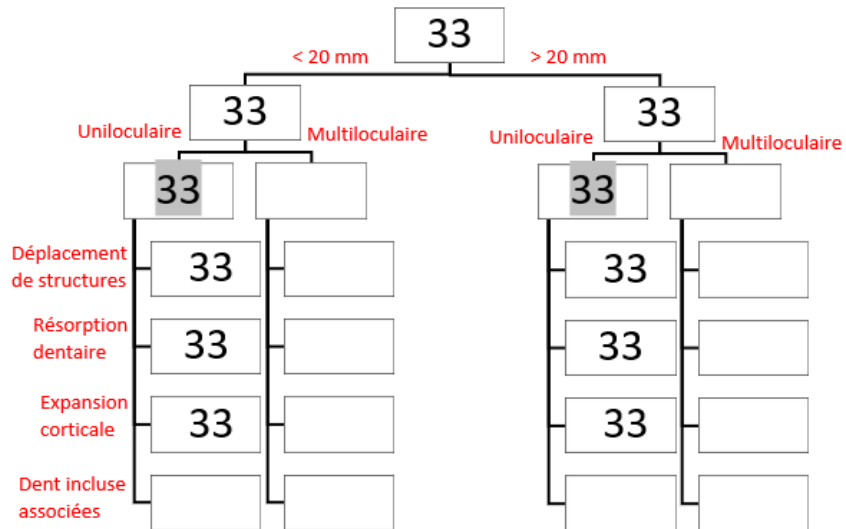 33
< 20 mm > 20 mm
33 33
Uniloculaire Multiloculaire Uniloculaire Multiloculaire
33 33
Déplacement
de structures
33 33
Résorption
dentaire
33 33
Expansion
corticale
33 33
Dent incluse
associées